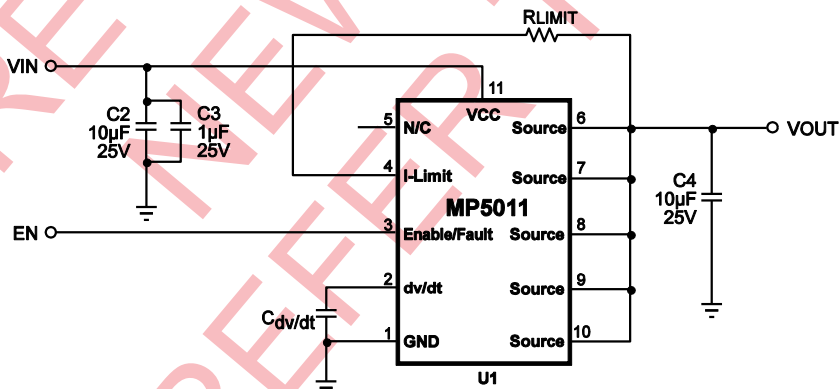 RLIMIT
VIN
11
VCC
C2
10µF
25V
C3
1µF
25V
5
N/C
Source
6
VOUT
4
I-Limit
Source
7
C4
10µF
25V
MP5011
EN
3
Enable/Fault
Source
8
2
dv/dt
Source
9
Cdv/dt
1
GND
Source
10
U1